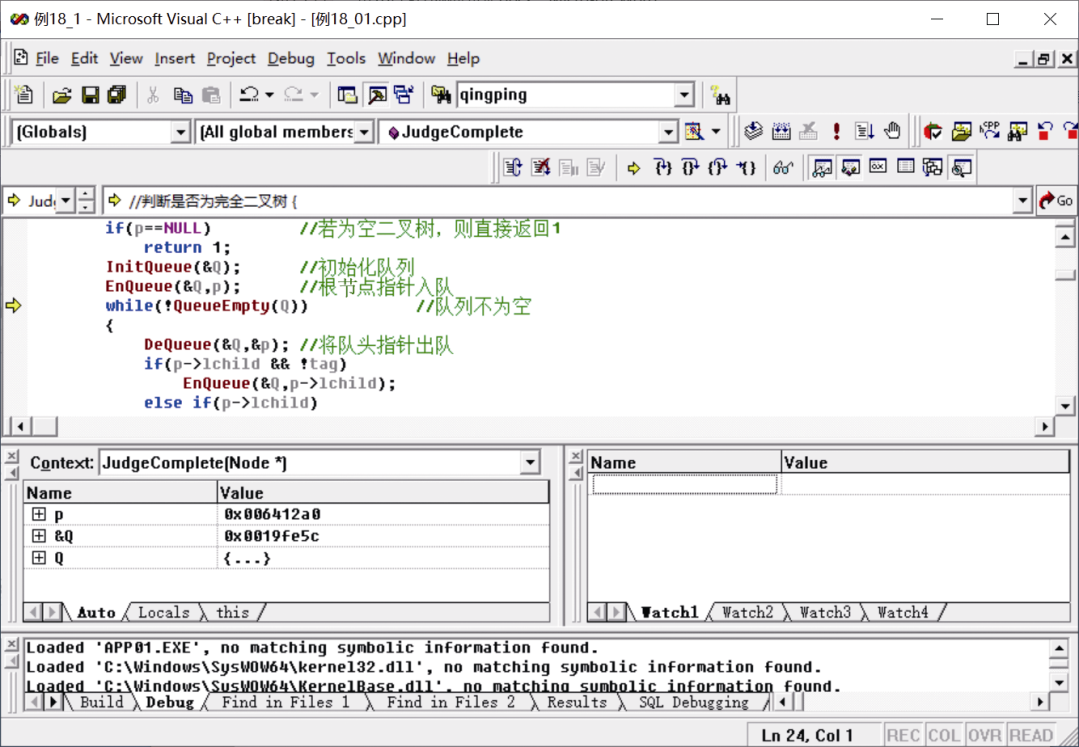 例18_1 - Microsoft Visual C++ [break] - [例18_01.cpp]
File Edit View Insert Project Debug Tools Window Help
qingping
(Globals) (All global members JudgeComplete
Jud //判断是否为完全二叉树 { Go
if(p==NULL) //若为空二叉树，则直接返回1
return 1;
InitQueue(&Q); //初始化队列
EnQueue(&Q,p); //根节点指针入队
while(!QueueEmpty(Q)) //队列不为空
{
DeQueue(&Q,&p); //将队头指针出队
if(p->lchild && !tag)
EnQueue(&Q,p->lchild);
else if(p->lchild)
Context: JudgeComplete(Node *)
Name Value
p 0x006412a0
&Q 0x0019fe5c
Q {...}
Auto Locals this
Name Value
Watch1 Watch2 Watch3 Watch4
Loaded 'APP01.EXE', no matching symbolic information found.
Loaded 'C:\Windows\SysWOW64\kernel32.dll', no matching symbolic information found.
Loaded 'C:\Windows\SysWOW64\KernelBase.dll', no matching symbolic information found.
Build Debug Find in Files 1 Find in Files 2 Results SQL Debugging
Ln 24, Col 1 REC COL OVR READ